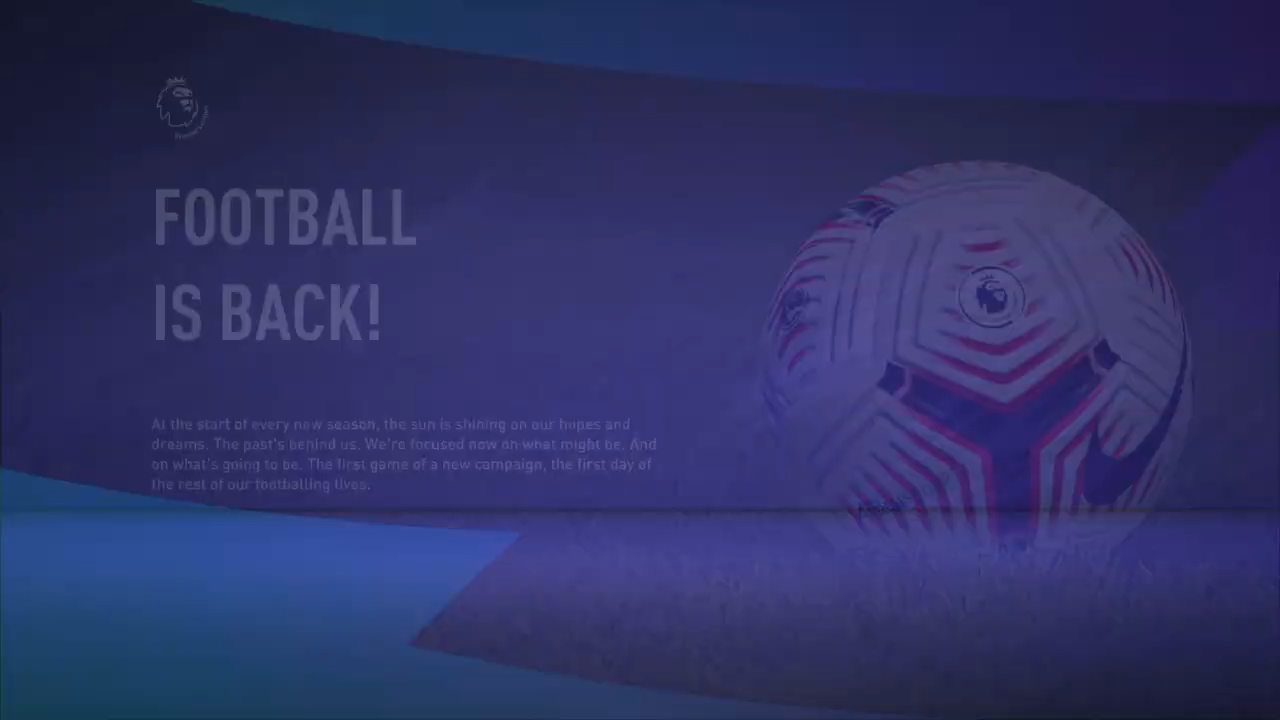 FOOTBALL
IS BACK!
At the start of every new season, the sun is shining on our hopes and
dreams. The past's behind us. We're focused now on what might be. And
on what's going to be. The first game of a new campaign, the first day of
the rest of our footballing lives.